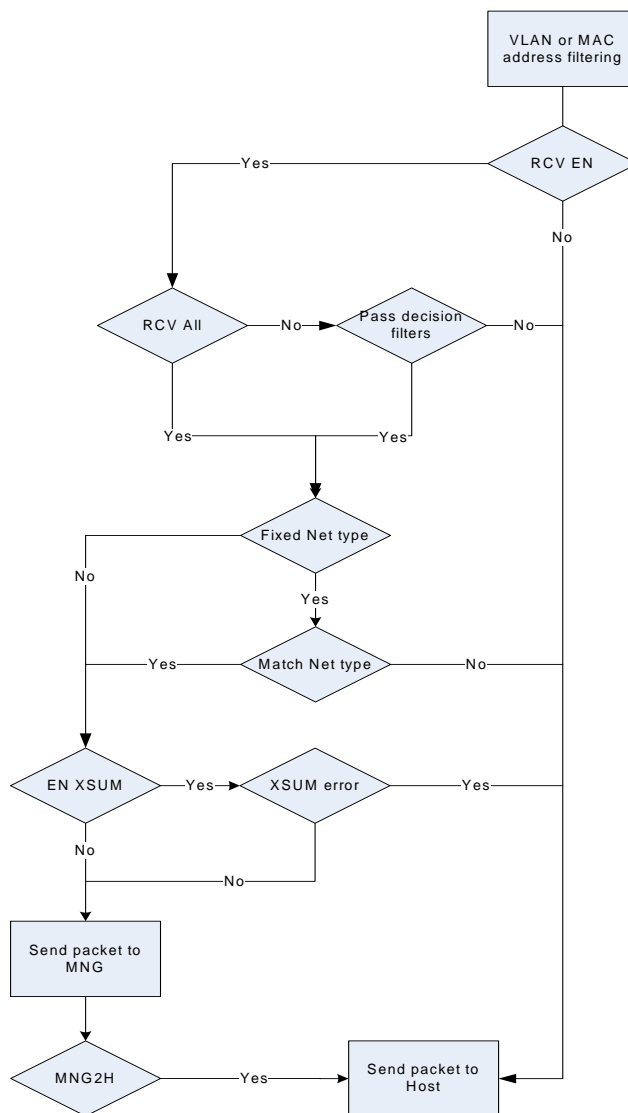 VLAN or MAC
address filtering
RCV EN
Yes
No
RCV All
No
Pass decision
filters
No
Yes
Yes
Fixed Net type
No
Yes
Match Net type
Yes
No
EN XSUM
Yes
XSUM error
Yes
No
No
Send packet to
MNG
MNG2H
Yes
Send packet to
Host